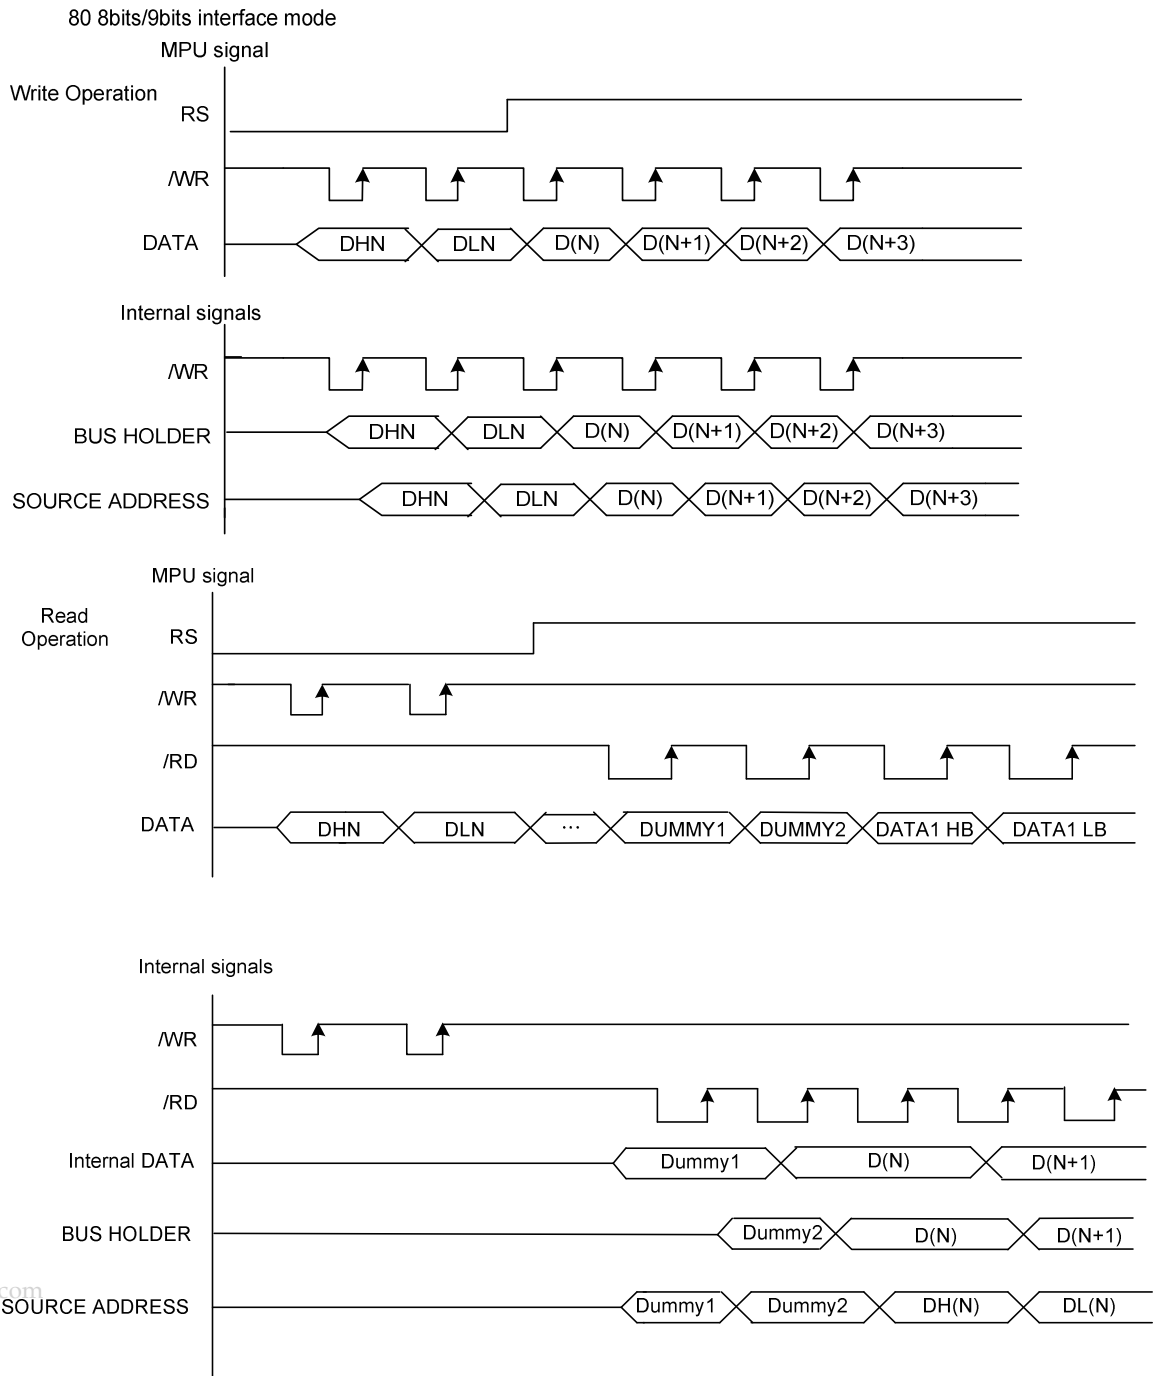 80 8bits/9bits interface mode
MPU signal
Write Operation
RS
/WR
DATA DHN DLN D(N) D(N+1) D(N+2) D(N+3)
Internal signals
/WR
BUS HOLDER DHN DLN D(N) D(N+1) D(N+2) D(N+3)
SOURCE ADDRESS DHN DLN D(N) D(N+1) D(N+2) D(N+3)
MPU signal
Read
Operation
RS
/WR
/RD
DATA DHN DLN ... DUMMY1 DUMMY2 DATA1 HB DATA1 LB
Internal signals
/WR
/RD
Internal DATA Dummy1 D(N) D(N+1)
BUS HOLDER Dummy2 D(N) D(N+1)
com
SOURCE ADDRESS Dummy1 Dummy2 DH(N) DL(N)